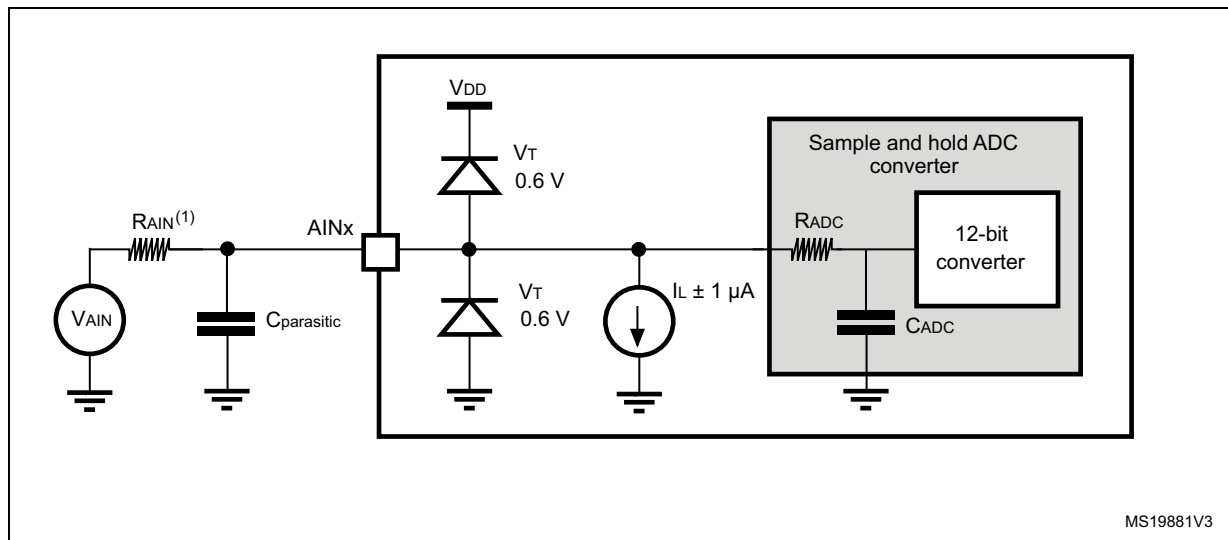 VDD
Sample and hold ADC
converter
VT
0.6 V
RAIN(1)
AINx
RADC
12-bit
converter
VT
0.6 V
IL ± 1 µA
VAIN
Cparasitic
CADC
MS19881V3